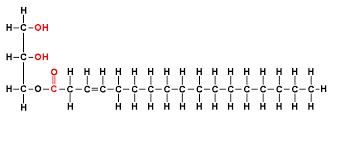 H
H–C–OH
H–C–OH
O H H H H H H H H H H H H H H H H
H–C–O–C–C–C=C–C–C–C–C–C–C–C–C–C–C–C–C–C–H
H H H H H H H H H H H H H H H